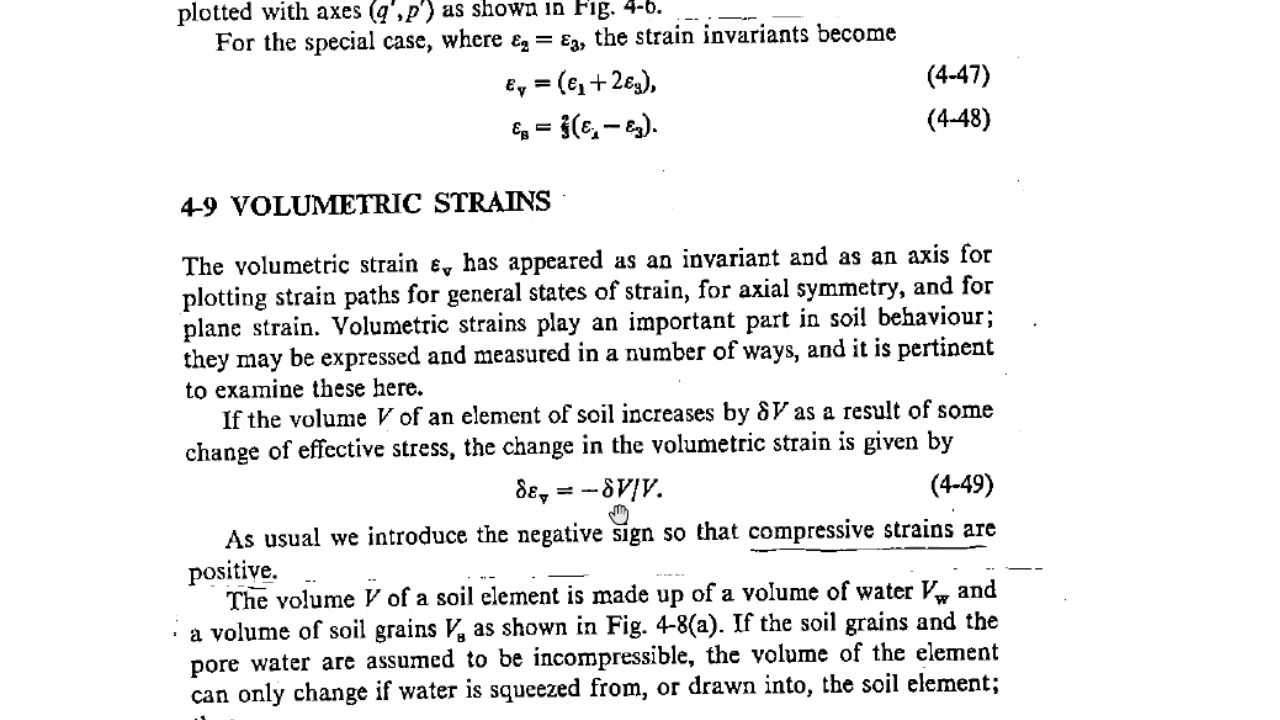 plotted with axes (q',p') as shown in Fig. 4-6.
For the special case, where ε₂ = ε₃, the strain invariants become
εᵥ = (ε₁ + 2ε₃), (4-47)
εₛ = ⅔(ε₁ − ε₃). (4-48)
4-9 VOLUMETRIC STRAINS
The volumetric strain εᵥ has appeared as an invariant and as an axis for
plotting strain paths for general states of strain, for axial symmetry, and for
plane strain. Volumetric strains play an important part in soil behaviour;
they may be expressed and measured in a number of ways, and it is pertinent
to examine these here.
If the volume V of an element of soil increases by δV as a result of some
change of effective stress, the change in the volumetric strain is given by
δεᵥ = −δV/V. (4-49)
As usual we introduce the negative sign so that compressive strains are
positive.
The volume V of a soil element is made up of a volume of water V_w and
a volume of soil grains Vₛ as shown in Fig. 4-8(a). If the soil grains and the
pore water are assumed to be incompressible, the volume of the element
can only change if water is squeezed from, or drawn into, the soil element;